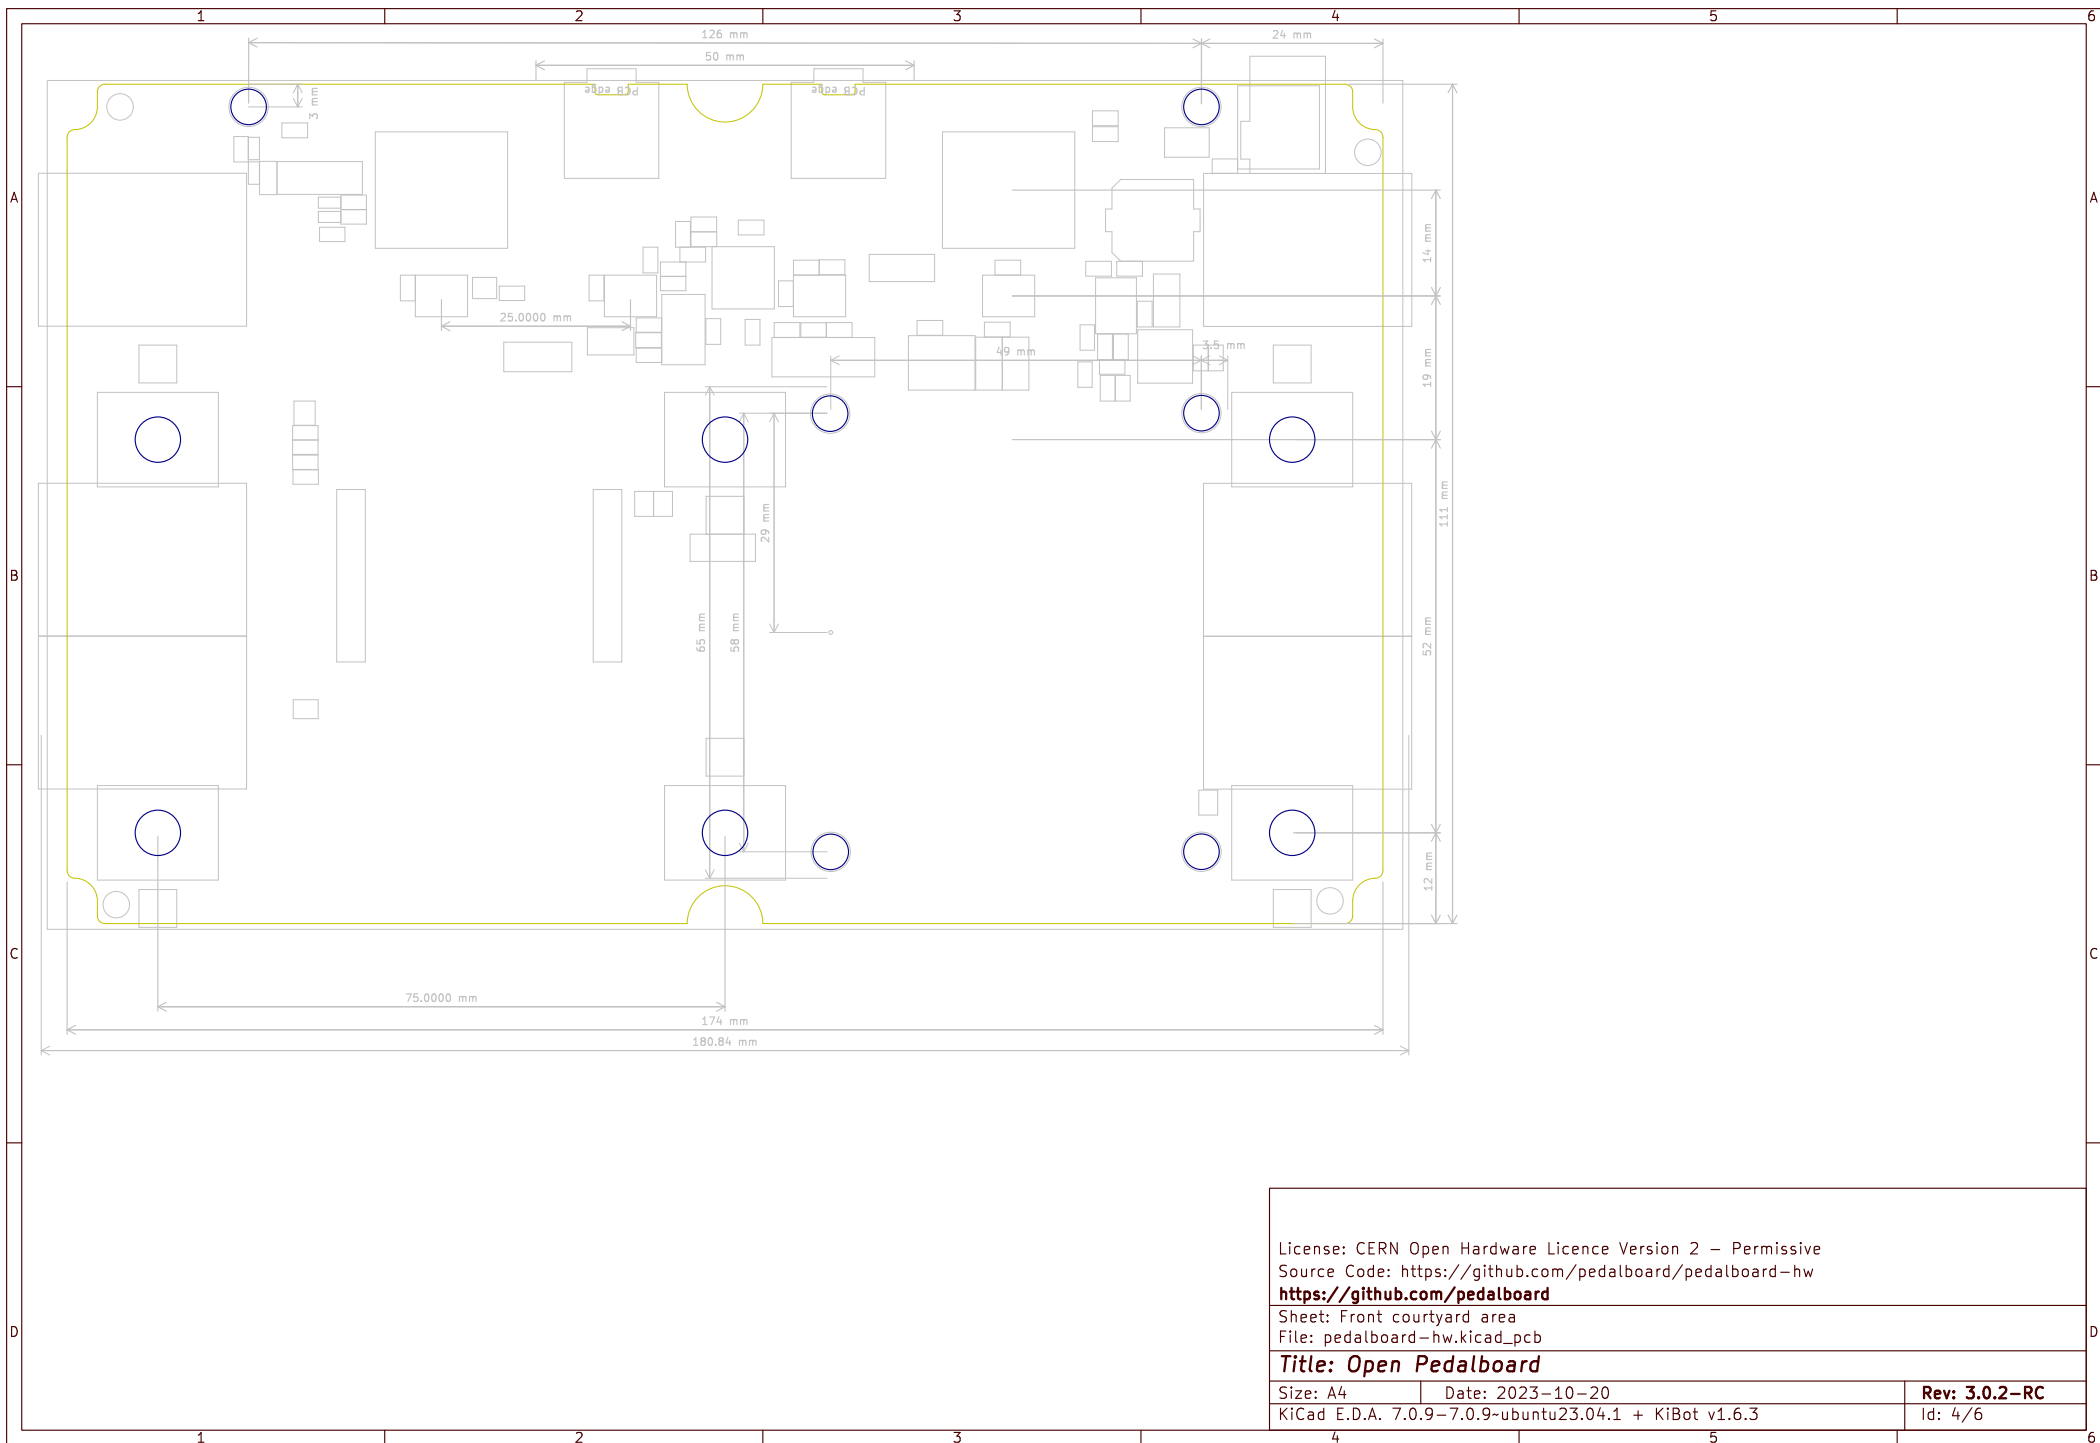 1 2 3 4 5 6
126 mm
24 mm
50 mm
3 mm
PCB edge
PCB edge
A
A
14 mm
25.0000 mm
49 mm
3.5 mm
19 mm
29 mm
111 mm
B
B
65 mm
58 mm
52 mm
12 mm
C
C
75.0000 mm
174 mm
180.84 mm
License: CERN Open Hardware Licence Version 2 – Permissive
Source Code: https://github.com/pedalboard/pedalboard-hw
https://github.com/pedalboard
Sheet: Front courtyard area
File: pedalboard-hw.kicad_pcb
D
D
Title: Open Pedalboard
Size: A4
Date: 2023-10-20
Rev: 3.0.2-RC
KiCad E.D.A. 7.0.9-7.0.9~ubuntu23.04.1 + KiBot v1.6.3
Id: 4/6
1 2 3 4 5 6